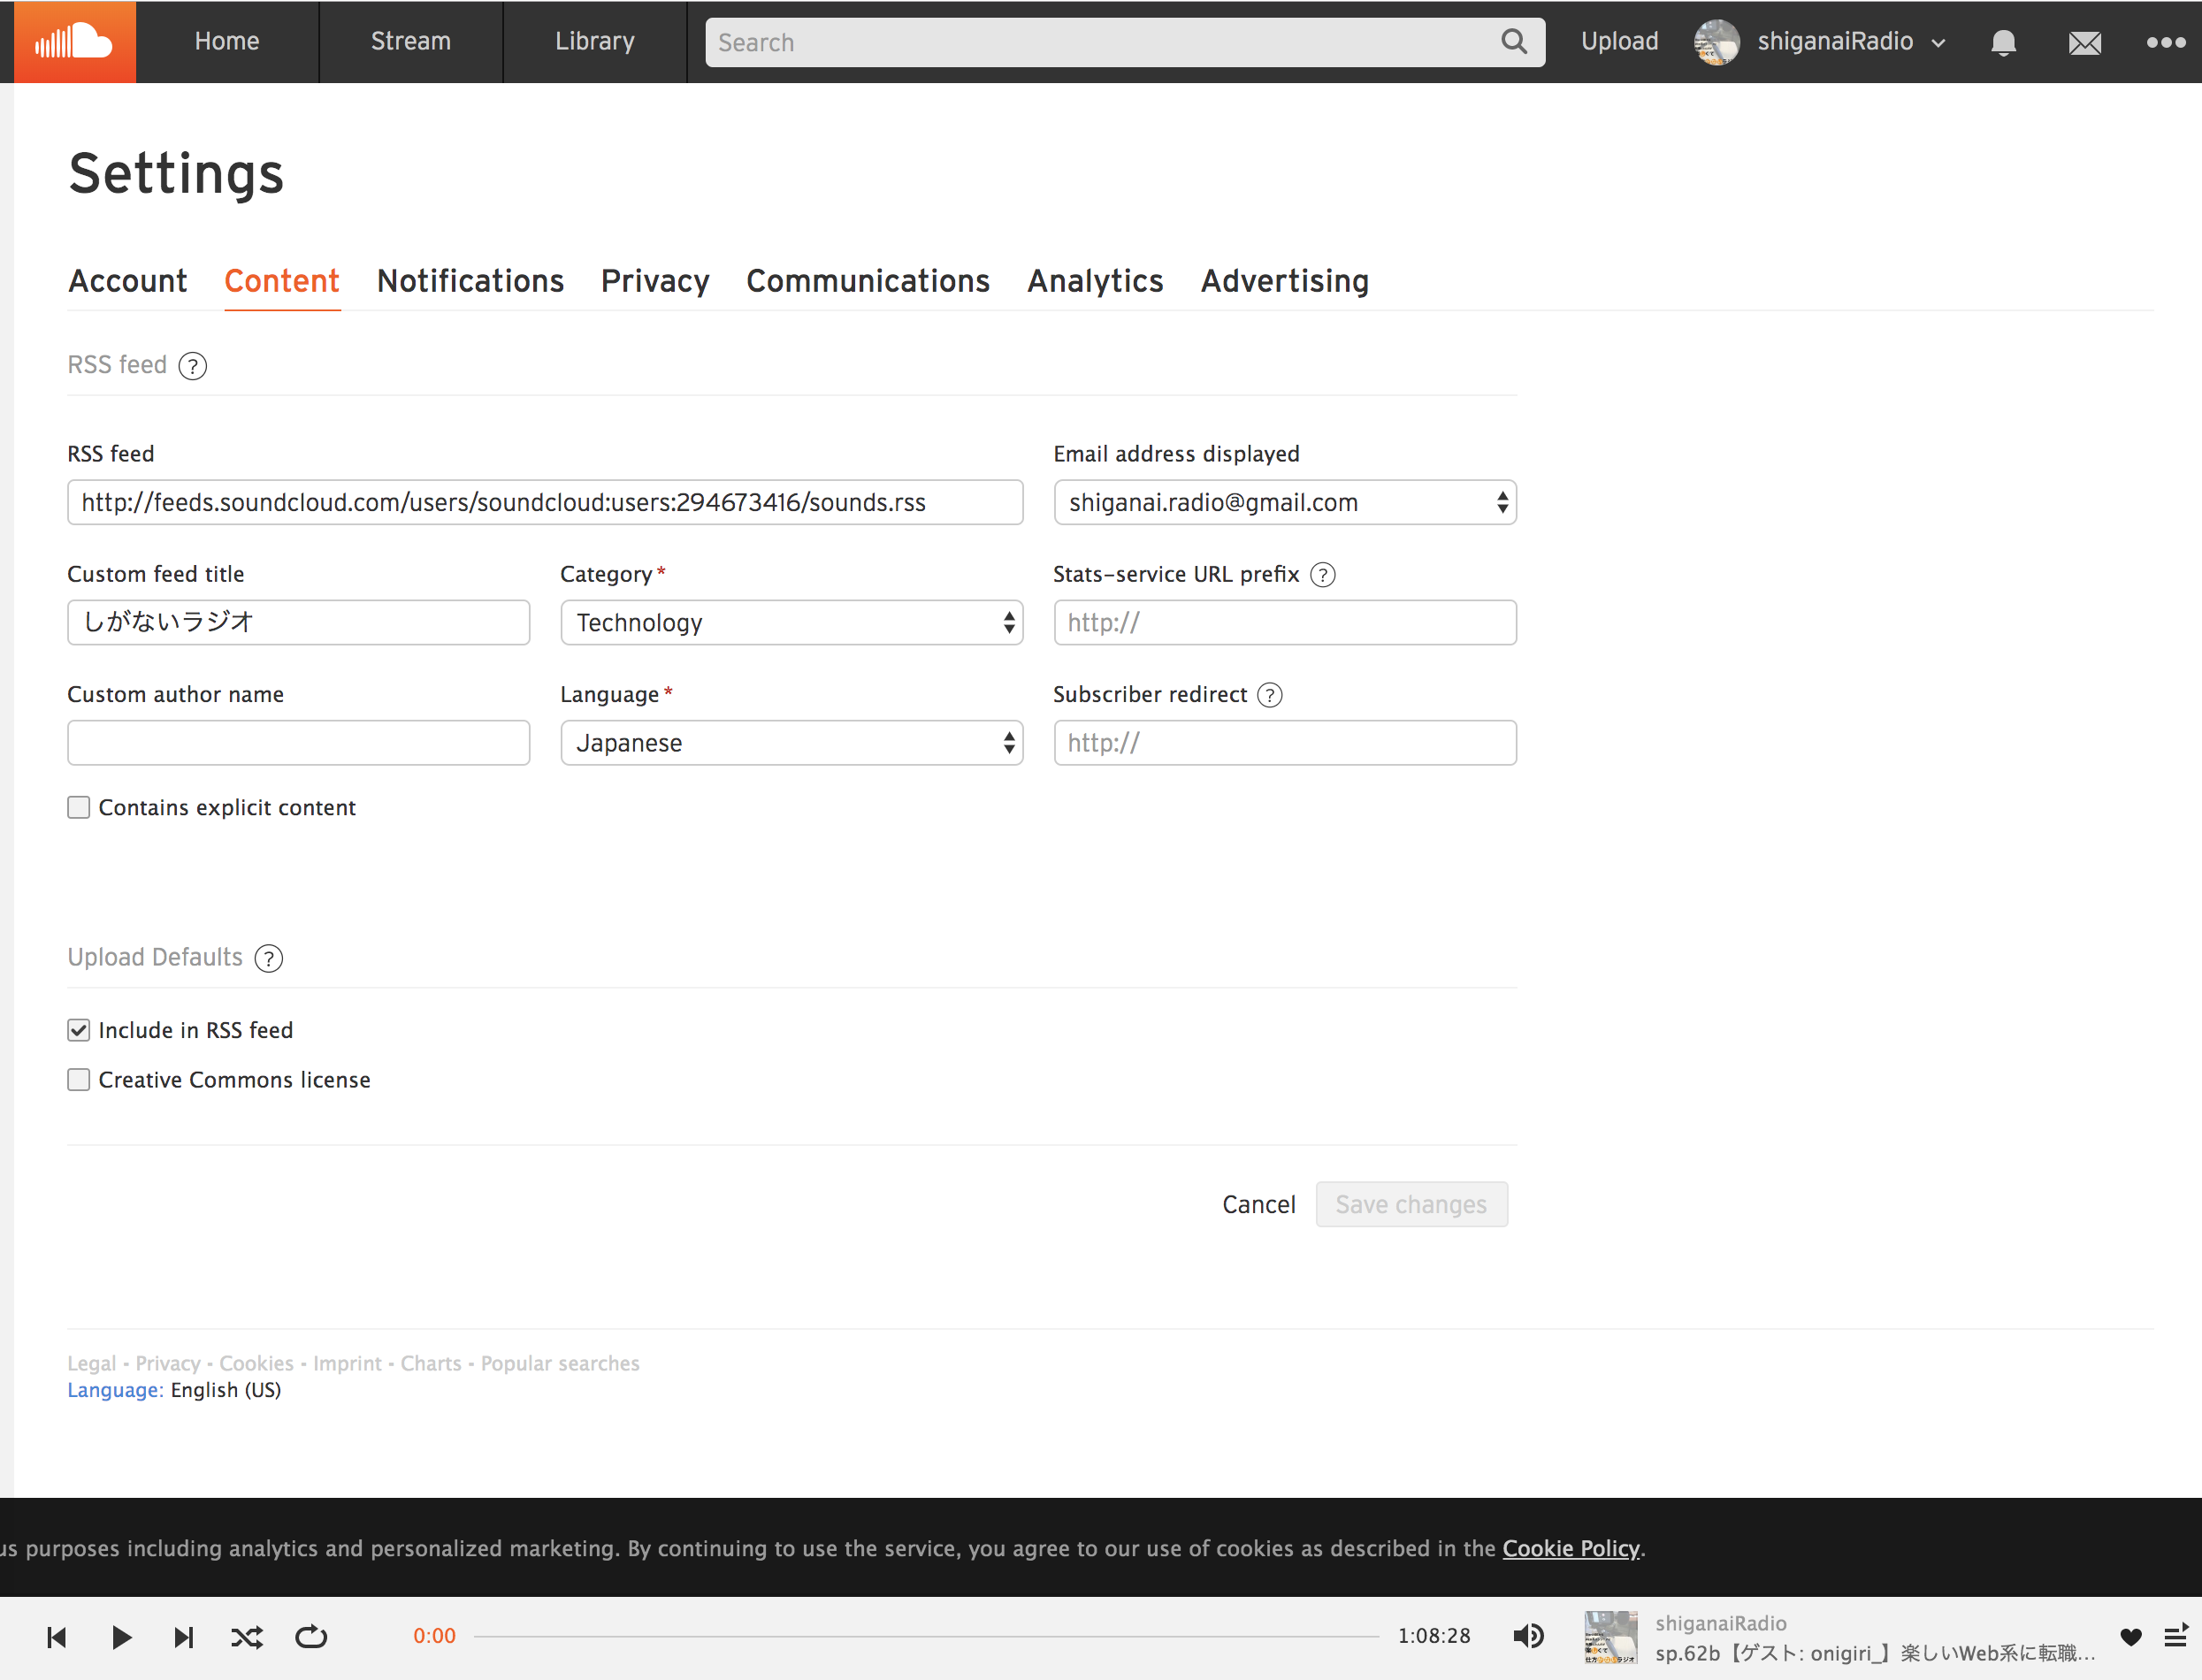 Home
Stream
Library
Search
Upload
shiganaiRadio
Settings
Account
Content
Notifications
Privacy
Communications
Analytics
Advertising
RSS feed ?
RSS feed
Email address displayed
http://feeds.soundcloud.com/users/soundcloud:users:294673416/sounds.rss
shiganai.radio@gmail.com
Custom feed title
Category*
Stats-service URL prefix ?
しがないラジオ
Technology
http://
Custom author name
Language*
Subscriber redirect ?
Japanese
http://
Contains explicit content
Upload Defaults ?
Include in RSS feed
Creative Commons license
Cancel
Save changes
Legal - Privacy - Cookies - Imprint - Charts - Popular searches
Language: English (US)
us purposes including analytics and personalized marketing. By continuing to use the service, you agree to our use of cookies as described in the Cookie Policy.
0:00
1:08:28
shiganaiRadio
sp.62b【ゲスト: onigiri_】楽しいWeb系に転職...